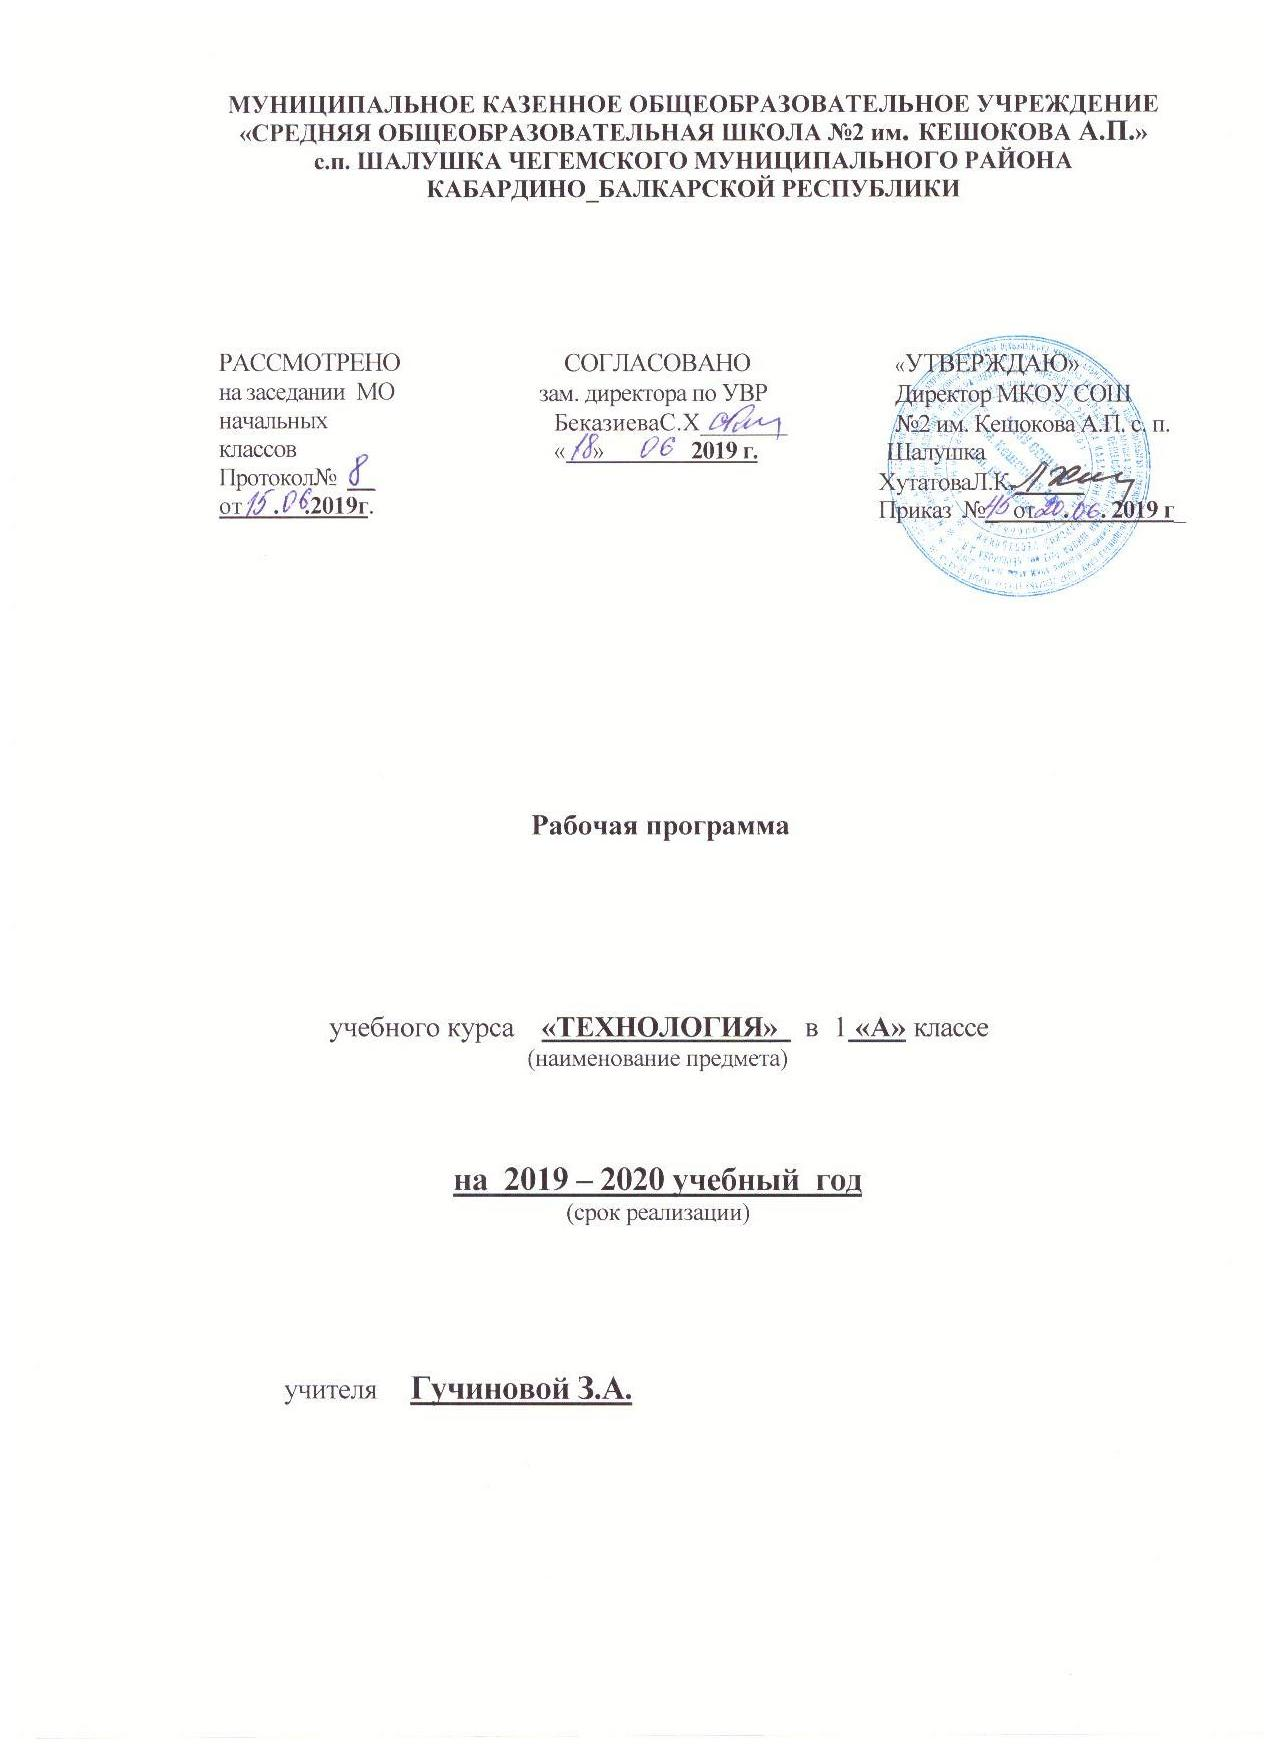 МУНИЦИПАЛЬНОЕ КАЗЕННОЕ ОБЩЕОБРАЗОВАТЕЛЬНОЕ УЧРЕЖДЕНИЕ
«СРЕДНЯЯ ОБЩЕОБРАЗОВАТЕЛЬНАЯ ШКОЛА №2 им. КЕШОКОВА А.П.»
с.п. ШАЛУШКА ЧЕГЕМСКОГО МУНИЦИПАЛЬНОГО РАЙОНА
КАБАРДИНО_БАЛКАРСКОЙ РЕСПУБЛИКИ
РАССМОТРЕНО
на заседании МО
начальных
классов
Протокол№ 8
от 15.06.2019г.
СОГЛАСОВАНО
зам. директора по УВР
БеказиеваС.Х
«18» 06 2019 г.
«УТВЕРЖДАЮ»
Директор МКОУ СОШ
№2 им. Кешокова А.П. с. п.
Шалушка
ХутатоваЛ.К.
Приказ № 45 от 20.06. 2019 г
Рабочая программа
учебного курса «ТЕХНОЛОГИЯ» в 1 «А» классе
(наименование предмета)
на 2019 – 2020 учебный год
(срок реализации)
учителя Гучиновой З.А.